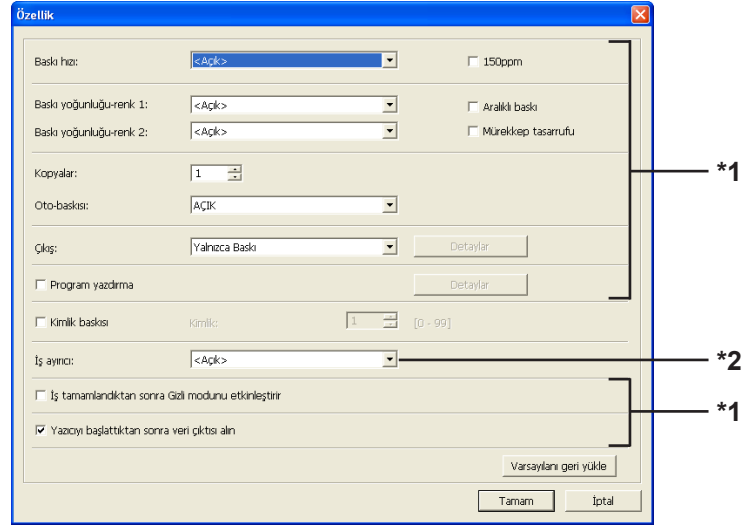 Özellik
Baskı hızı: <Açık> 150ppm
Baskı yoğunluğu-renk 1: <Açık> Aralıklı baskı
Baskı yoğunluğu-renk 2: <Açık> Mürekkep tasarrufu
*1
Kopyalar: 1
Oto-baskısı: AÇIK
Çıkış: Yalnızca Baskı Detaylar
Program yazdırma Detaylar
Kimlik baskısı Kimlik: 1 [0 - 99]
İş ayırıcı: <Açık> *2
İş tamamlandıktan sonra Gizli modunu etkinleştirir
*1
Yazıcıyı başlattıktan sonra veri çıktısı alın
Varsayılanı geri yükle
Tamam İptal